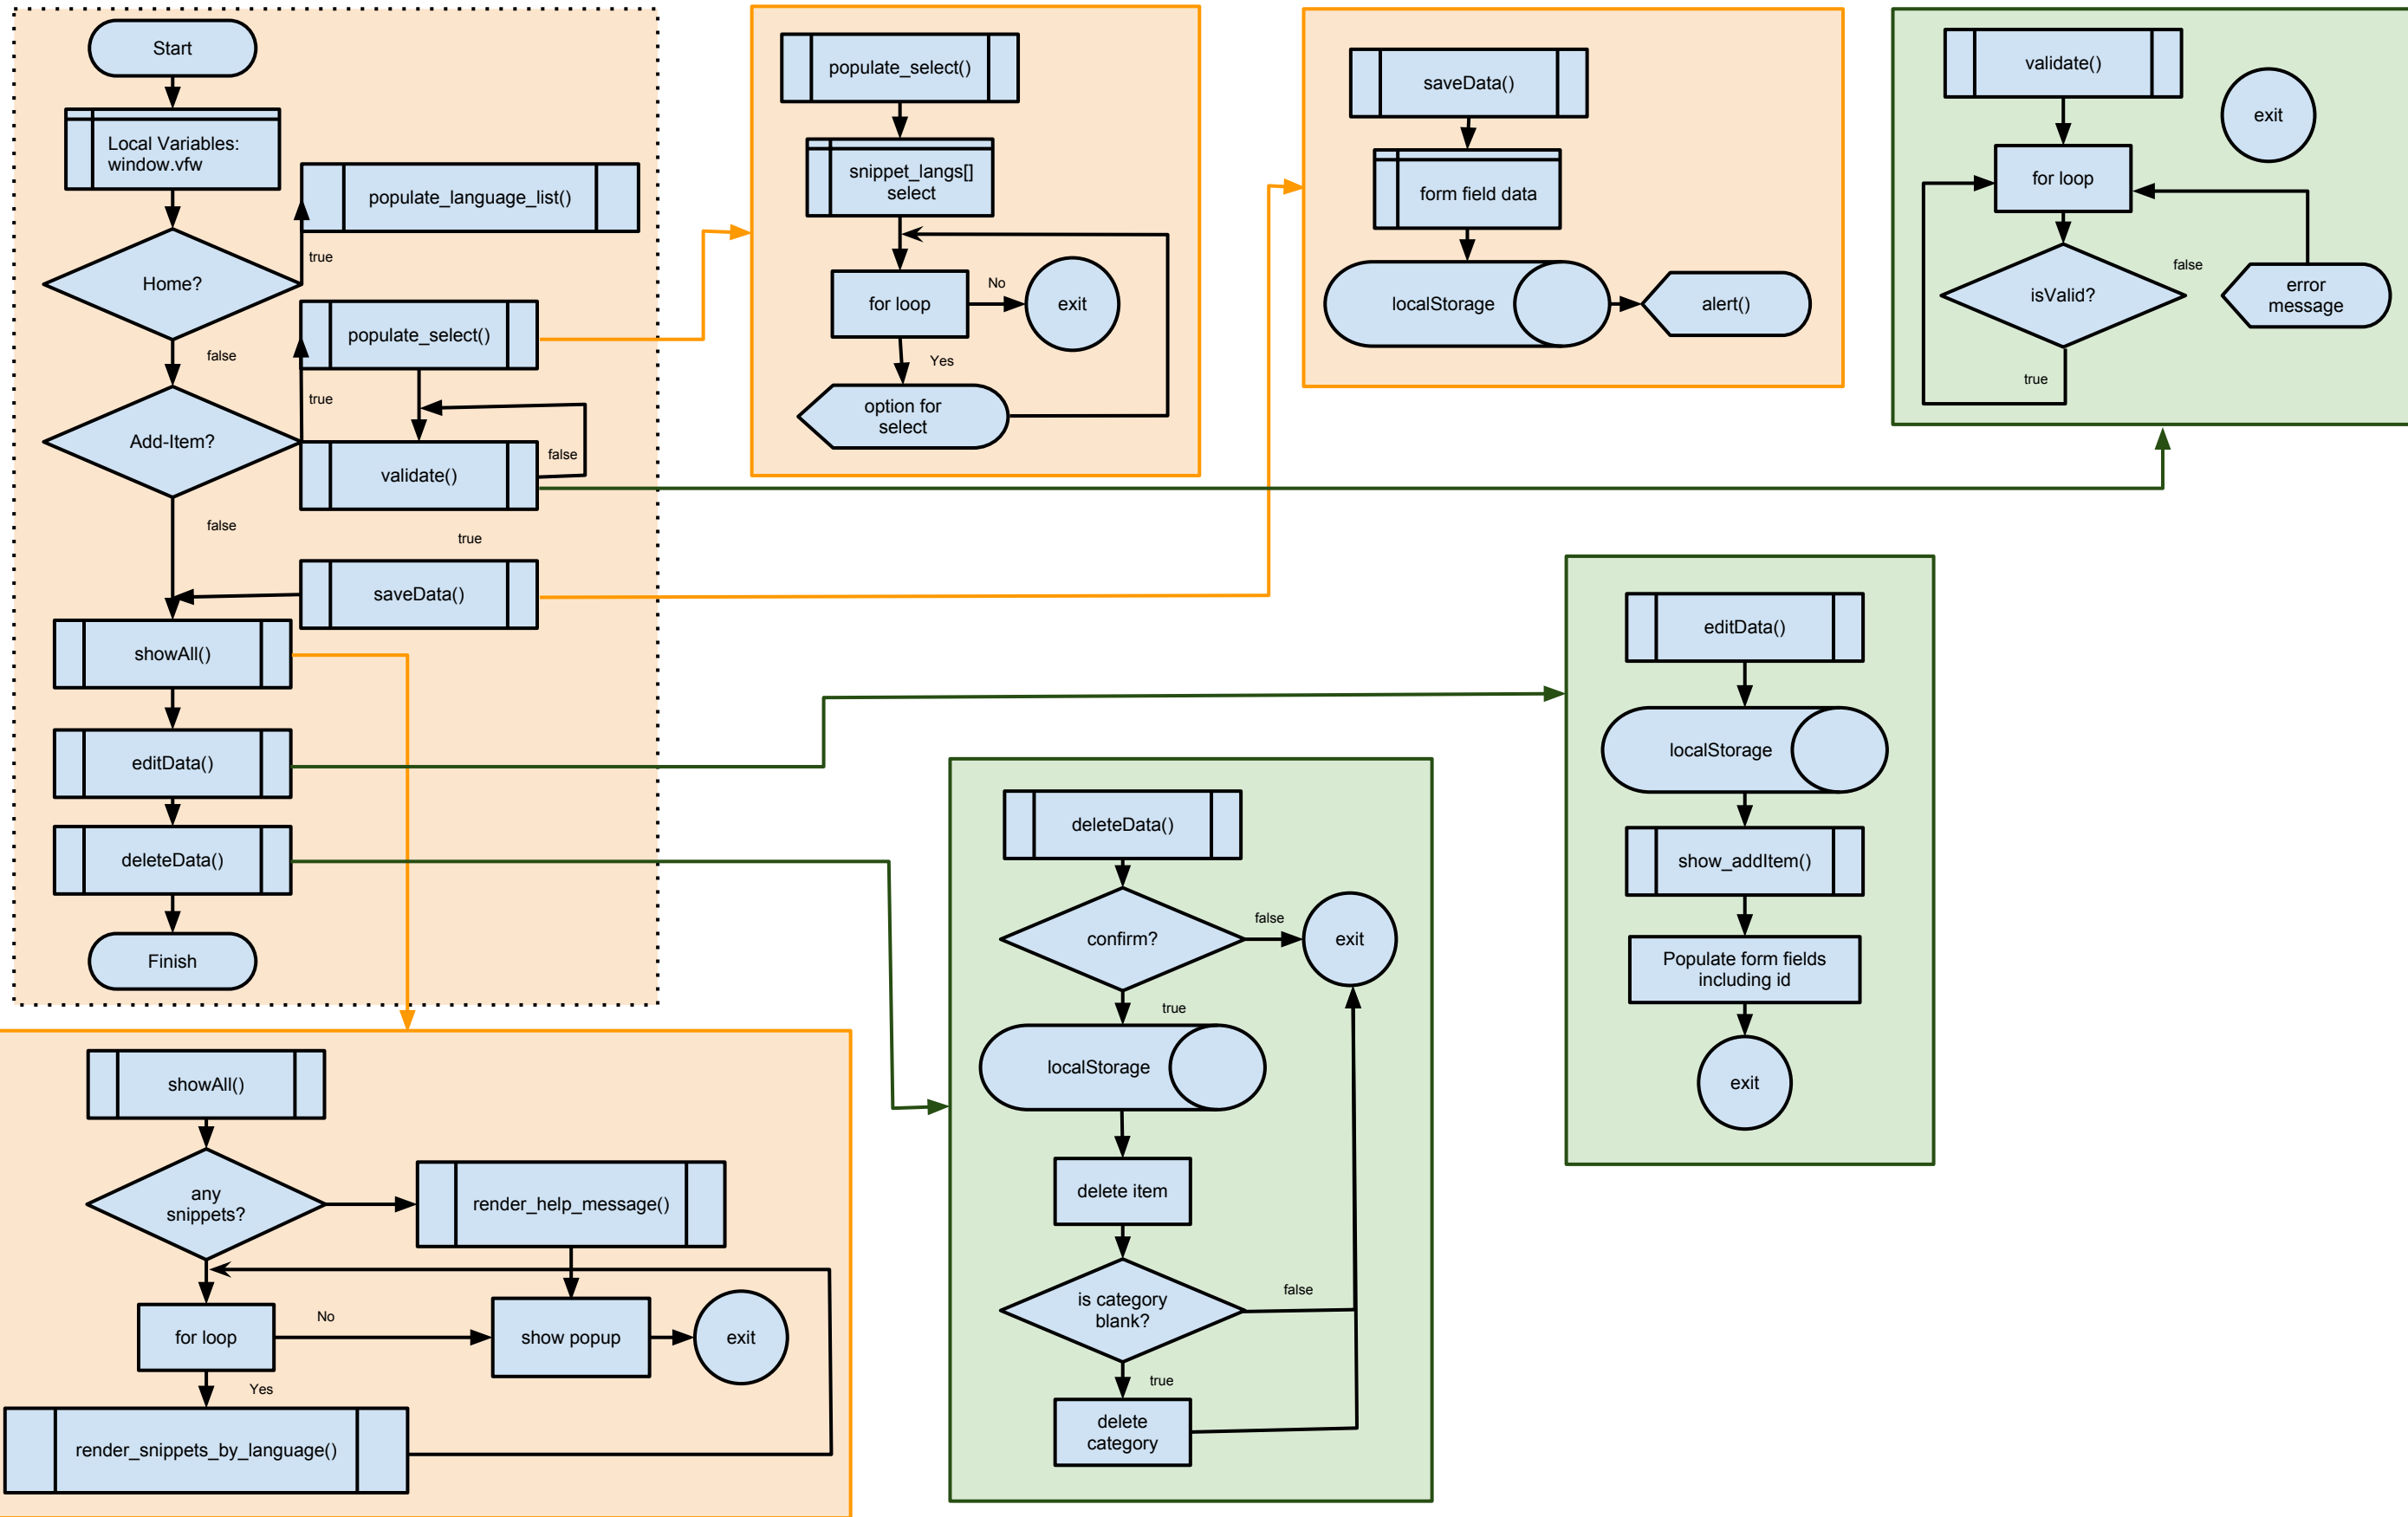 Start
Local Variables:
window.vfw
populate_language_list()
true
Home?
false
populate_select()
true
Add-Item?
false
validate()
false
true
saveData()
showAll()
editData()
deleteData()
Finish
populate_select()
snippet_langs[]
select
for loop
No
exit
Yes
option for
select
saveData()
form field data
localStorage
alert()
validate()
exit
for loop
false
isValid?
error
message
true
editData()
localStorage
show_addItem()
Populate form fields
including id
exit
deleteData()
confirm?
false
exit
true
localStorage
delete item
is category
blank?
false
true
delete
category
showAll()
any
snippets?
render_help_message()
for loop
No
show popup
exit
Yes
render_snippets_by_language()